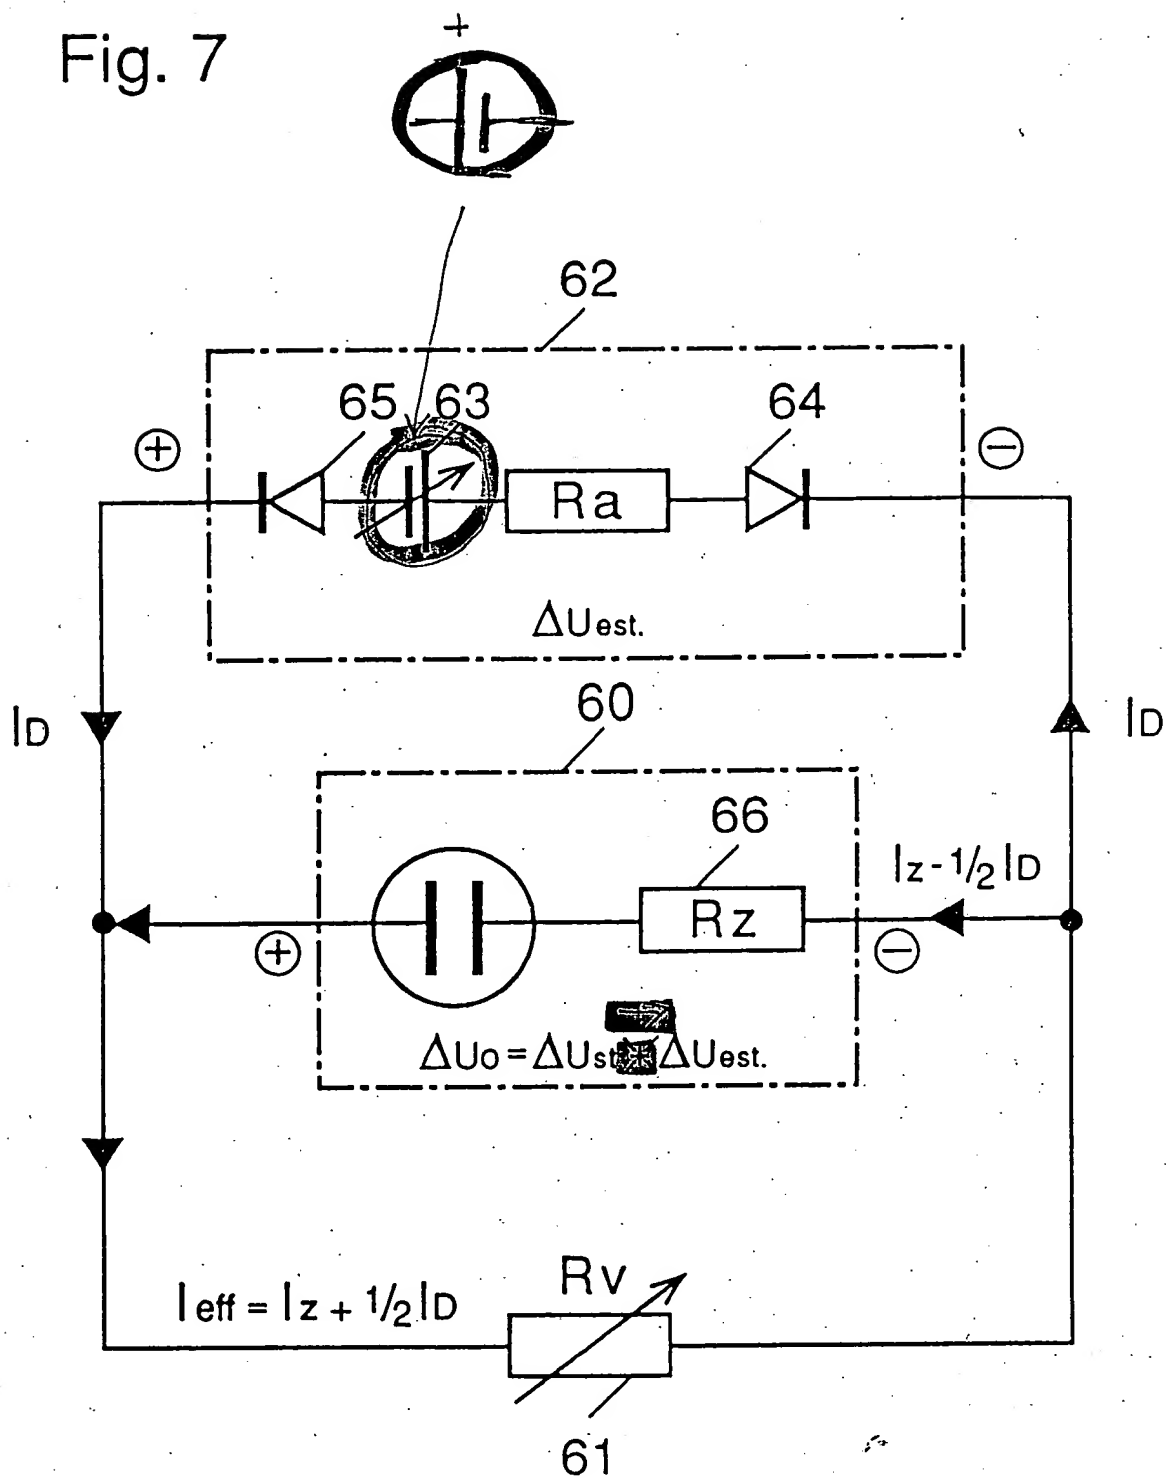 Fig. 7
+
62
65 63 64
+ −
Ra
ΔUest.
ID
60
ID
66
Iz - 1/2 ID
Rz
+ −
ΔUo = ΔUst ΔUest.
Rv
Ieff = Iz + 1/2 ID
61